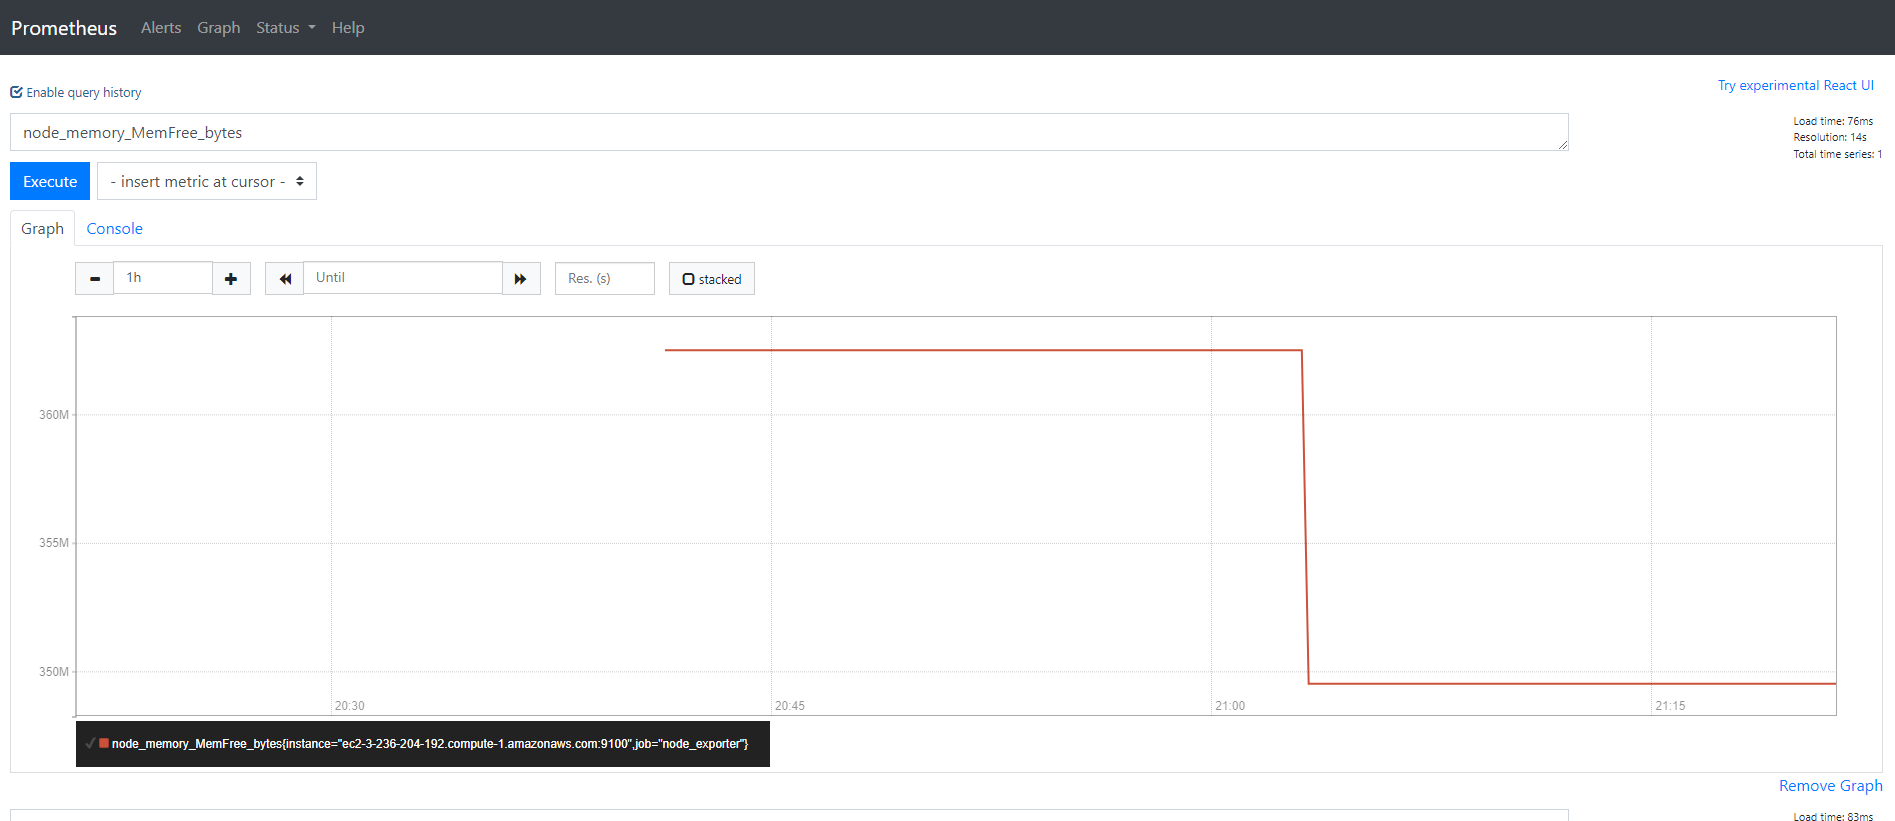 Prometheus Alerts Graph Status Help
Enable query history
Try experimental React UI
node_memory_MemFree_bytes
Load time: 76ms
Resolution: 14s
Total time series: 1
Execute - insert metric at cursor -
Graph Console
1h Until Res. (s) stacked
360M
355M
350M
20:30 20:45 21:00 21:15
node_memory_MemFree_bytes{instance="ec2-3-236-204-192.compute-1.amazonaws.com:9100",job="node_exporter"}
Remove Graph
Load time: 83ms